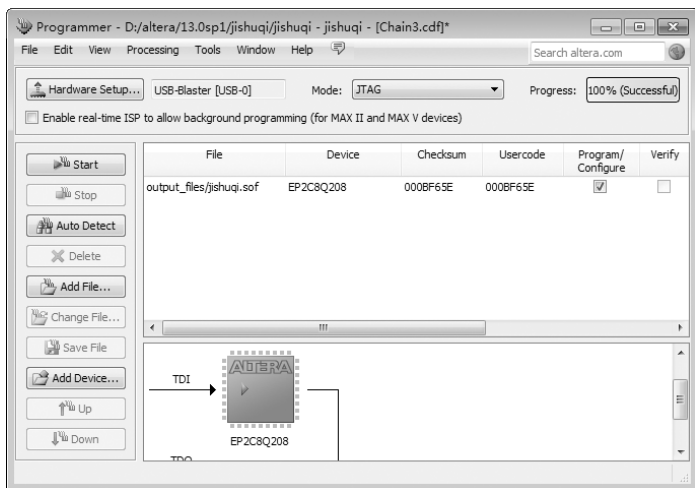 Programmer - D:/altera/13.0sp1/jishuqi/jishuqi - jishuqi - [Chain3.cdf]*
File Edit View Processing Tools Window Help
Search altera.com
Hardware Setup... USB-Blaster [USB-0] Mode: JTAG Progress: 100% (Successful)
Enable real-time ISP to allow background programming (for MAX II and MAX V devices)
Start
Stop
Auto Detect
Delete
Add File...
Change File...
Save File
Add Device...
Up
Down
File Device Checksum Usercode Program/ Verify
Configure
output_files/jishuqi.sof EP2C8Q208 000BF65E 000BF65E
TDI
ALTERA
EP2C8Q208
TDO